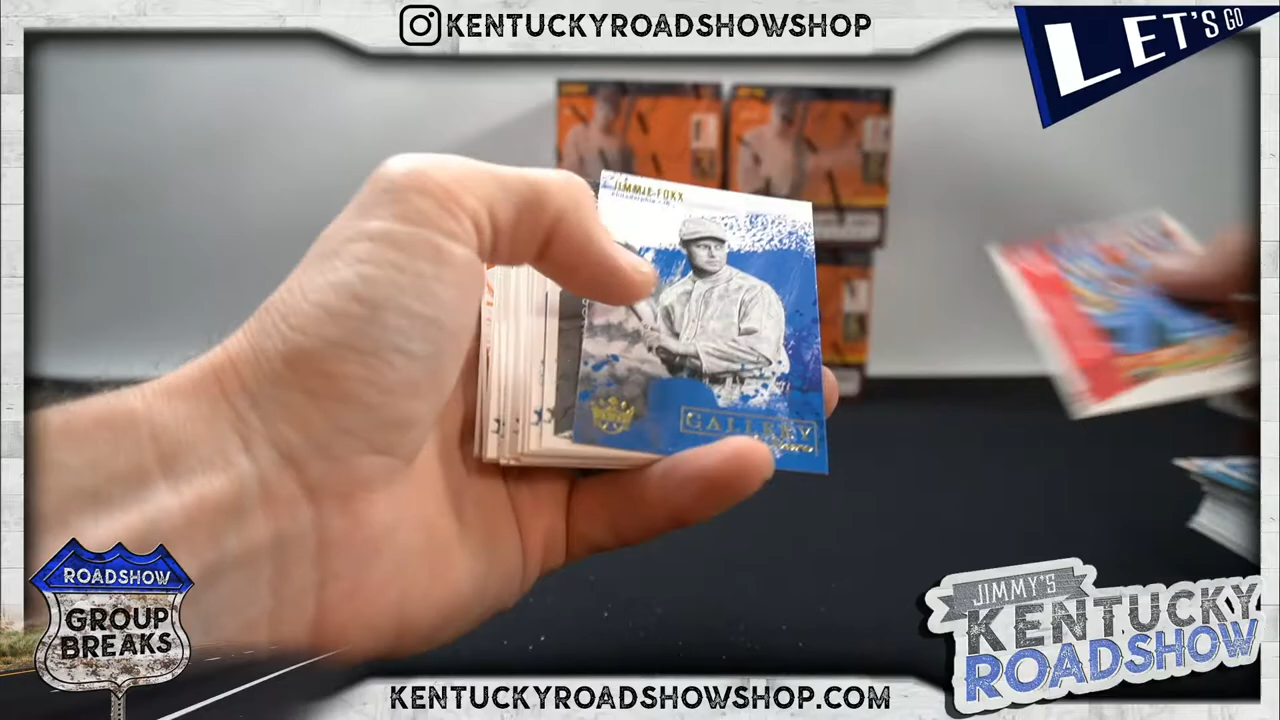 KENTUCKYROADSHOWSHOP
LET'S GO
JIMMIE FOXX
GALLERY
ROADSHOW
GROUP
BREAKS
JIMMY'S
KENTUCKY
ROADSHOW
KENTUCKYROADSHOWSHOP.COM